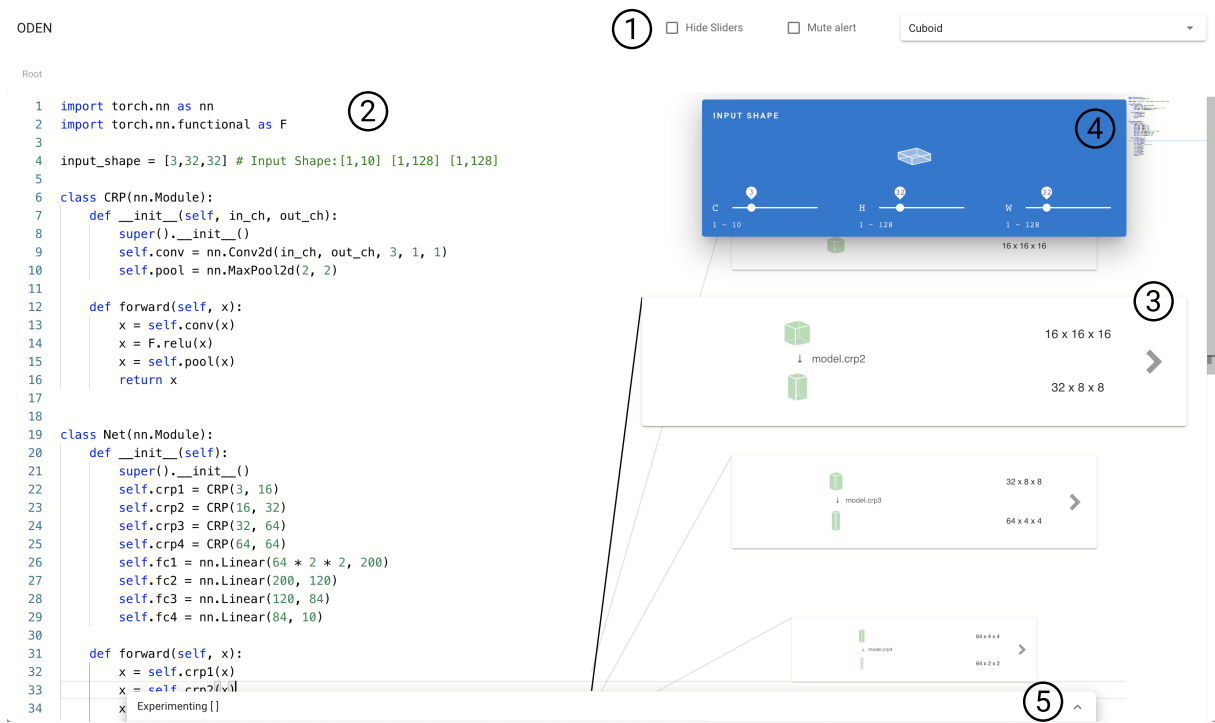 ODEN
1
Hide Sliders
Mute alert
Cuboid
Root
2
1 import torch.nn as nn
2 import torch.nn.functional as F
3
4 input_shape = [3,32,32] # Input Shape:[1,10] [1,128] [1,128]
5
6 class CRP(nn.Module):
7 def __init__(self, in_ch, out_ch):
8 super().__init__()
9 self.conv = nn.Conv2d(in_ch, out_ch, 3, 1, 1)
10 self.pool = nn.MaxPool2d(2, 2)
11
12 def forward(self, x):
13 x = self.conv(x)
14 x = F.relu(x)
15 x = self.pool(x)
16 return x
17
18
19 class Net(nn.Module):
20 def __init__(self):
21 super().__init__()
22 self.crp1 = CRP(3, 16)
23 self.crp2 = CRP(16, 32)
24 self.crp3 = CRP(32, 64)
25 self.crp4 = CRP(64, 64)
26 self.fc1 = nn.Linear(64 * 2 * 2, 200)
27 self.fc2 = nn.Linear(200, 120)
28 self.fc3 = nn.Linear(120, 84)
29 self.fc4 = nn.Linear(84, 10)
30
31 def forward(self, x):
32 x = self.crp1(x)
33 x = self.crp2(x)
34 x
INPUT SHAPE
4
3
32
32
C
H
W
1 - 10
1 - 128
1 - 128
16 x 16 x 16
3
16 x 16 x 16
↓ model.crp2
32 x 8 x 8
32 x 8 x 8
↓ model.crp3
64 x 4 x 4
64 x 4 x 4
↓ model.crp4
64 x 2 x 2
Experimenting [ ]
5